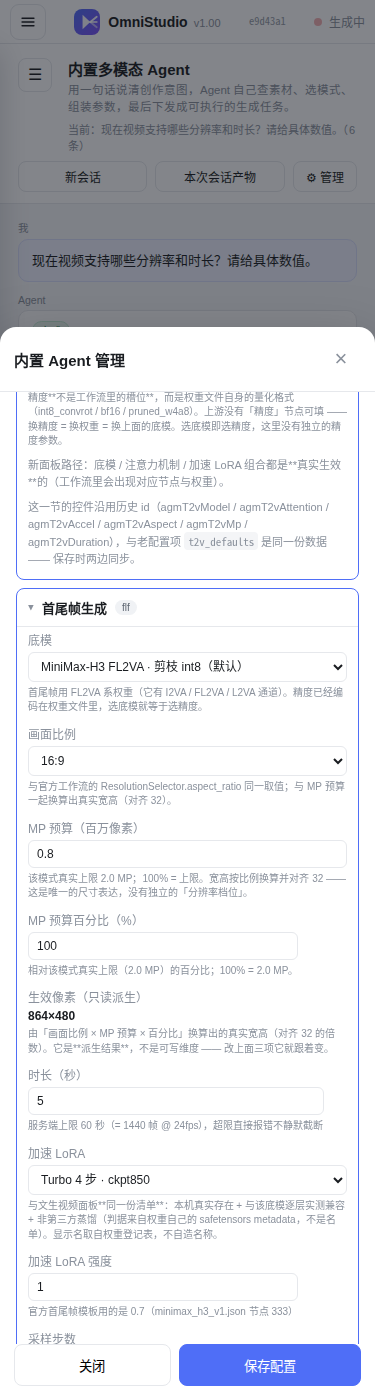 ☰ OmniStudio v1.00 e9d43a1 生成中
☰ 内置多模态 Agent
用一句话说清创作意图，Agent 自己查素材、选模式、
组装参数，最后下发成可执行的生成任务。
当前：现在视频支持哪些分辨率和时长？请给具体数值。（6
条）
新会话 本次会话产物 ⚙ 管理
我
现在视频支持哪些分辨率和时长？请给具体数值。
Agent
内置 Agent 管理 ✕
精度**不是工作流里的槽位**，而是权重文件自身的量化格式
（int8_convrot / bf16 / pruned_w4a8）。上游没有「精度」节点可填 ——
换精度 = 换权重 = 换上面的底模。选底模即选精度，这里没有独立的精
度参数。
新面板路径：底模 / 注意力机制 / 加速 LoRA 组合都是**真实生效
**的（工作流里会出现对应节点与权重）。
这一节的控件沿用历史 id（agmT2vModel / agmT2vAttention /
agmT2vAccel / agmT2vAspect / agmT2vMp /
agmT2vDuration），与老配置项 t2v_defaults 是同一份数据
—— 保存时两边同步。
▾ 首尾帧生成 flf
底模
MiniMax-H3 FL2VA · 剪枝 int8（默认）
首尾帧用 FL2VA 系权重（它有 I2VA / FL2VA / L2VA 通道）。精度已经编
码在权重文件里，选底模就等于选精度。
画面比例
16:9
与官方工作流的 ResolutionSelector.aspect_ratio 同一取值；与 MP 预算
一起换算出真实宽高（对齐 32）。
MP 预算（百万像素）
0.8
该模式真实上限 2.0 MP；100% = 上限。宽高按比例换算并对齐 32 ——
这是唯一的尺寸表达，没有独立的「分辨率档位」。
MP 预算百分比（%）
100
相对该模式真实上限（2.0 MP）的百分比；100% = 2.0 MP。
生效像素（只读派生）
864×480
由「画面比例 × MP 预算 × 百分比」换算出的真实宽高（对齐 32 的倍
数）。它是**派生结果**，不是可写维度 —— 改上面三项它就跟着变。
时长（秒）
5
服务端上限 60 秒（= 1440 帧 @ 24fps），超限直接报错不静默截断
加速 LoRA
Turbo 4 步 · ckpt850
与文生视频面板**同一份清单**：本机真实存在 + 与该底模逐层实测兼容
+ 非第三方蒸馏（判据来自权重自己的 safetensors metadata，不是名
单）。显示名取自权重登记表，不自造名称。
加速 LoRA 强度
1
官方首尾帧模板用的是 0.7（minimax_h3_v1.json 节点 333）
采样步数
关闭 保存配置